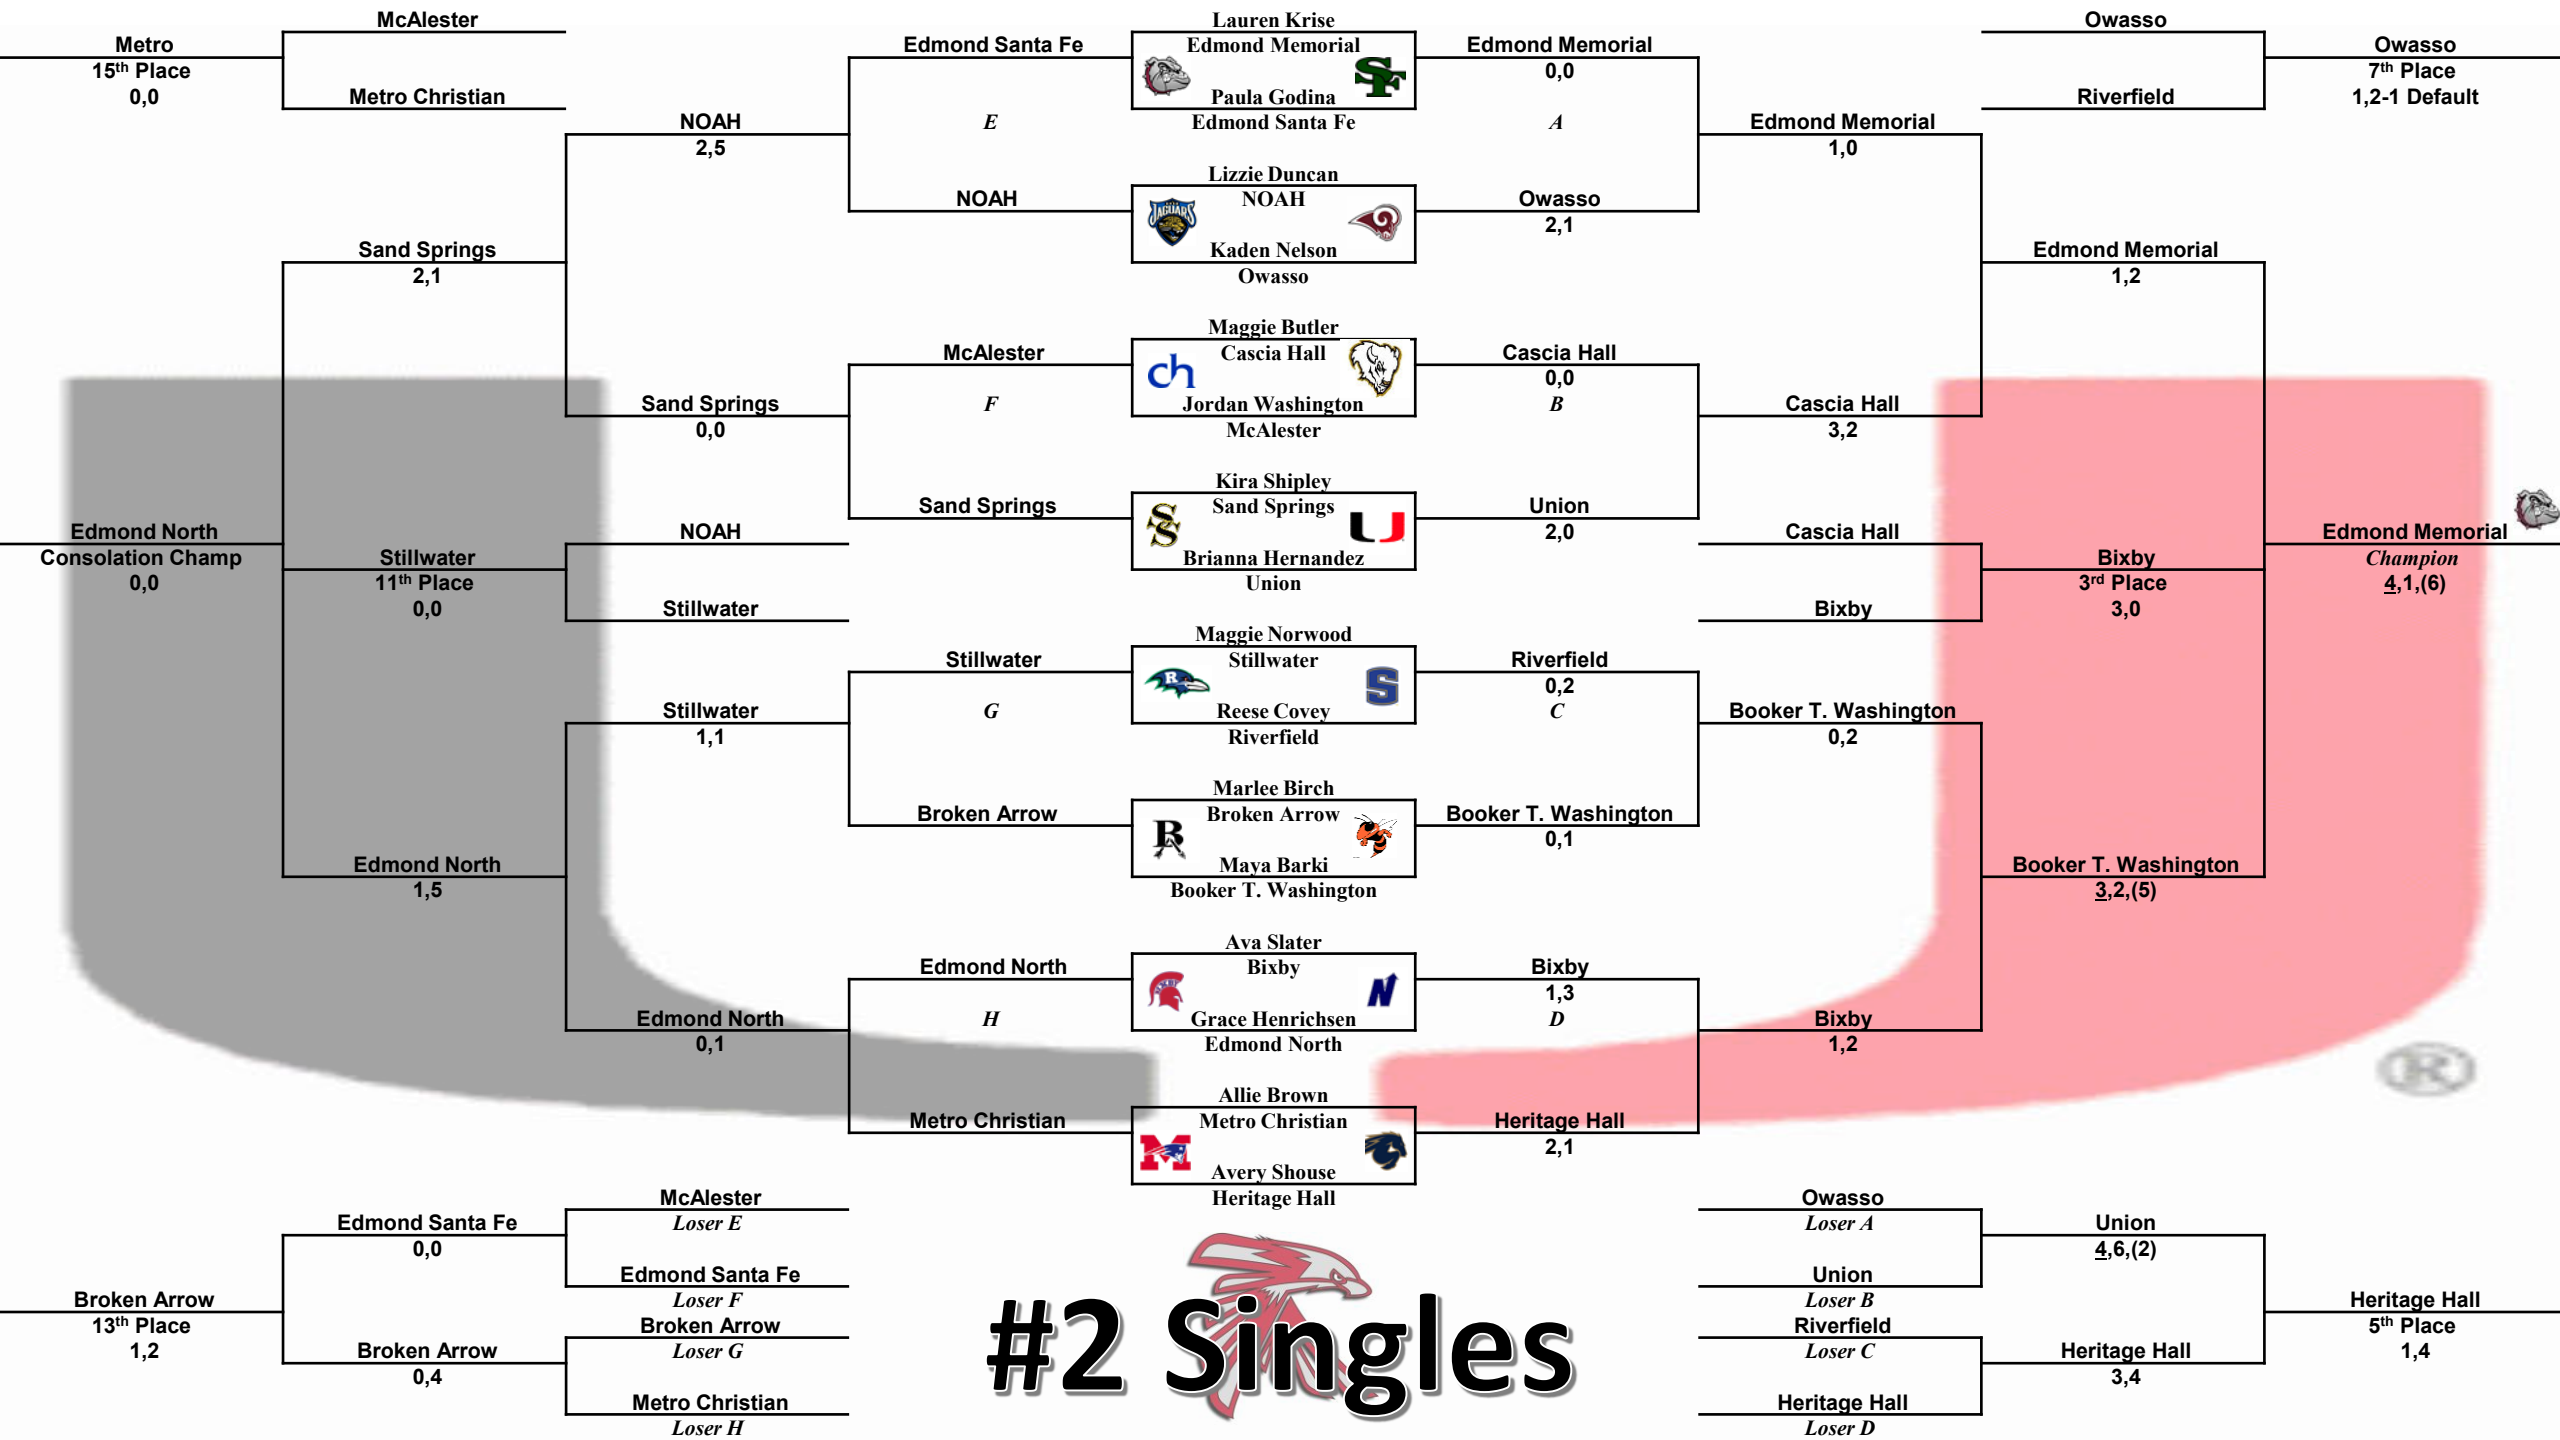 McAlester
Metro
15th Place
0,0
Metro Christian
NOAH
2,5
Sand Springs
2,1
Sand Springs
0,0
Edmond North
Consolation Champ
0,0
Stillwater
11th Place
0,0
NOAH
Stillwater
Stillwater
1,1
Edmond North
1,5
Edmond North
0,1
McAlester
Loser E
Edmond Santa Fe
0,0
Edmond Santa Fe
Loser F
Broken Arrow
13th Place
1,2
Broken Arrow
Loser G
Broken Arrow
0,4
Metro Christian
Loser H
Edmond Santa Fe
E
NOAH
McAlester
F
Sand Springs
Stillwater
G
Broken Arrow
Edmond North
H
Metro Christian
Lauren Krise
Edmond Memorial
SF
Paula Godina
Edmond Santa Fe
Lizzie Duncan
NOAH
JAGUARS
Kaden Nelson
Owasso
Maggie Butler
Cascia Hall
ch
Jordan Washington
McAlester
Kira Shipley
Sand Springs
SS
U
Brianna Hernandez
Union
Maggie Norwood
Stillwater
R
S
Reese Covey
Riverfield
Marlee Birch
Broken Arrow
BA
Maya Barki
Booker T. Washington
Ava Slater
Bixby
N
Grace Henrichsen
Edmond North
Allie Brown
Metro Christian
M
Avery Shouse
Heritage Hall
#2 Singles
Edmond Memorial
0,0
A
Owasso
2,1
Cascia Hall
0,0
B
Union
2,0
Riverfield
0,2
C
Booker T. Washington
0,1
Bixby
1,3
D
Heritage Hall
2,1
Edmond Memorial
1,0
Cascia Hall
3,2
Cascia Hall
Bixby
Booker T. Washington
0,2
Bixby
1,2
Owasso
Riverfield
Owasso
7th Place
1,2-1 Default
Edmond Memorial
1,2
Bixby
3rd Place
3,0
Booker T. Washington
3,2,(5)
Edmond Memorial
Champion
4,1,(6)
®
Owasso
Loser A
Union
4,6,(2)
Union
Loser B
Riverfield
Loser C
Heritage Hall
3,4
Heritage Hall
Loser D
Heritage Hall
5th Place
1,4